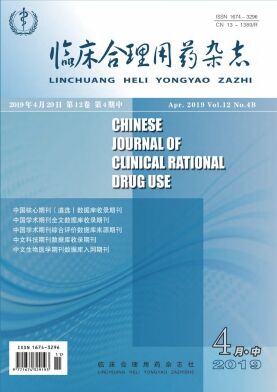 ISSN 1674-3296
CN 13-1389/R
临床合理用药杂志
LINCHUANG HELI YONGYAO ZAZHI
2019年4月20日 第12卷 第4期中
Apr. 2019 Vol.12 No.4B
CHINESE
JOURNAL OF
CLINICAL RATIONAL
DRUG USE
中国核心期刊(遴选)数据库收录期刊
中国学术期刊全文数据库收录期刊
中国学术期刊综合评价数据库来源期刊
中文科技期刊数据库收录期刊
中文生物医学期刊数据库入网期刊
ISSN 1674-3296
11
4月·中
2019
临床合理用药杂志社
LINCHUANG HELI YONGYAO ZAZHISHE